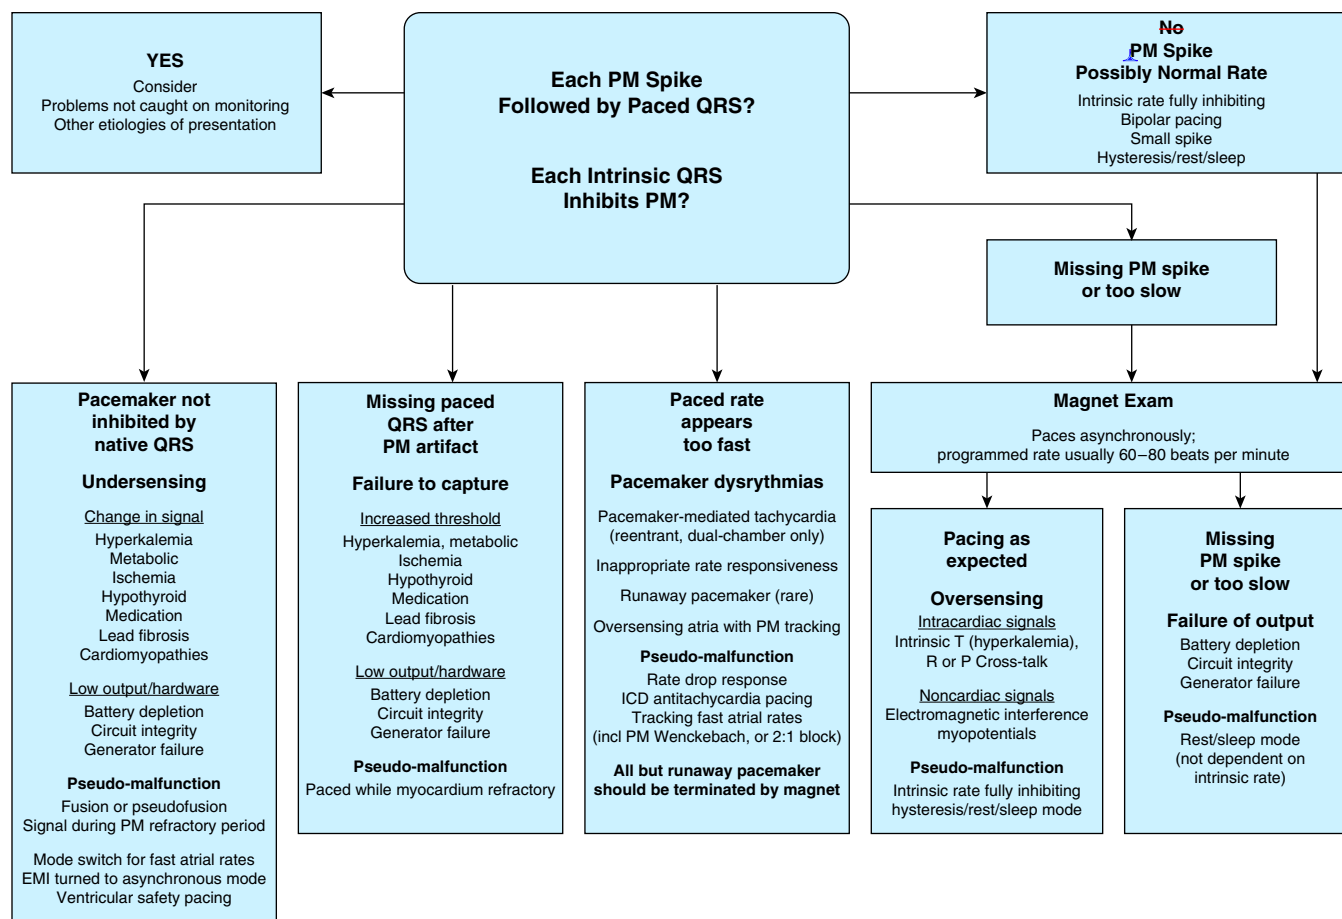 Each PM Spike
Followed by Paced QRS?
Each Intrinsic QRS
Inhibits PM?
YES
Consider
Problems not caught on monitoring
Other etiologies of presentation
No
PM Spike
Possibly Normal Rate
Intrinsic rate fully inhibiting
Bipolar pacing
Small spike
Hysteresis/rest/sleep
Missing PM spike
or too slow
Pacemaker not
inhibited by
native QRS
Undersensing
Change in signal
Hyperkalemia
Metabolic
Ischemia
Hypothyroid
Medication
Lead fibrosis
Cardiomyopathies
Low output/hardware
Battery depletion
Circuit integrity
Generator failure
Pseudo-malfunction
Fusion or pseudofusion
Signal during PM refractory period
Mode switch for fast atrial rates
EMI turned to asynchronous mode
Ventricular safety pacing
Missing paced
QRS after
PM artifact
Failure to capture
Increased threshold
Hyperkalemia, metabolic
Ischemia
Hypothyroid
Medication
Lead fibrosis
Cardiomyopathies
Low output/hardware
Battery depletion
Circuit integrity
Generator failure
Pseudo-malfunction
Paced while myocardium refractory
Paced rate
appears
too fast
Pacemaker dysrythmias
Pacemaker-mediated tachycardia
(reentrant, dual-chamber only)
Inappropriate rate responsiveness
Runaway pacemaker (rare)
Oversensing atria with PM tracking
Pseudo-malfunction
Rate drop response
ICD antitachycardia pacing
Tracking fast atrial rates
(incl PM Wenckebach, or 2:1 block)
All but runaway pacemaker
should be terminated by magnet
Magnet Exam
Paces asynchronously;
programmed rate usually 60–80 beats per minute
Pacing as
expected
Oversensing
Intracardiac signals
Intrinsic T (hyperkalemia),
R or P Cross-talk
Noncardiac signals
Electromagnetic interference
myopotentials
Pseudo-malfunction
Intrinsic rate fully inhibiting
hysteresis/rest/sleep mode
Missing
PM spike
or too slow
Failure of output
Battery depletion
Circuit integrity
Generator failure
Pseudo-malfunction
Rest/sleep mode
(not dependent on
intrinsic rate)